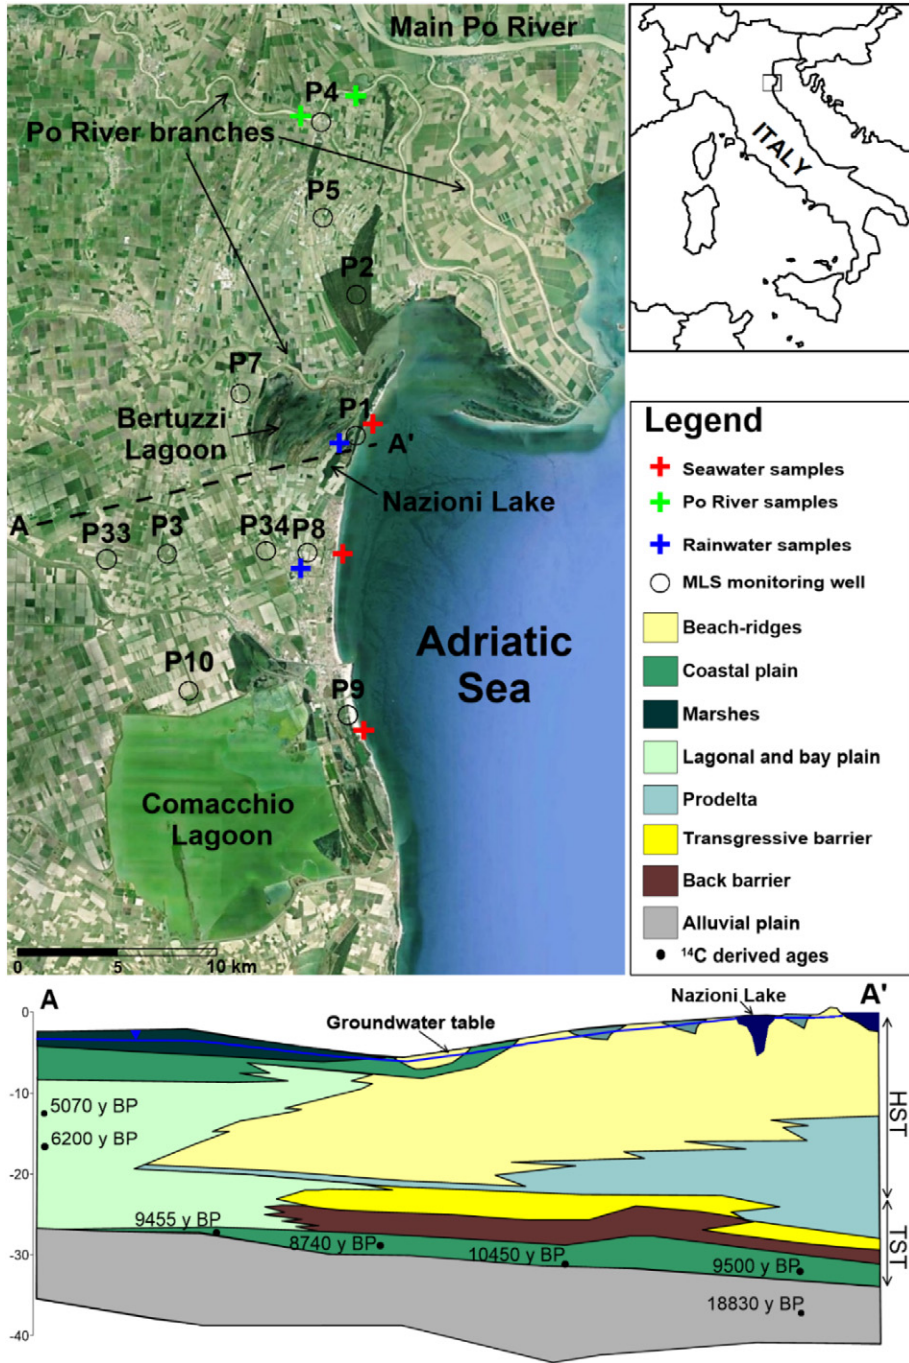 Main Po River
P4
Po River branches
P5
P2
P7
Bertuzzi
Lagoon
P1
A'
Nazioni Lake
A
P33
P3
P34
P8
Adriatic
Sea
P10
P9
Comacchio
Lagoon
0
5
10 km
ITALY
Legend
Seawater samples
Po River samples
Rainwater samples
MLS monitoring well
Beach-ridges
Coastal plain
Marshes
Lagonal and bay plain
Prodelta
Transgressive barrier
Back barrier
Alluvial plain
¹⁴C derived ages
A
Nazioni Lake
A'
0
Groundwater table
-10
5070 y BP
6200 y BP
HST
-20
9455 y BP
8740 y BP
10450 y BP
9500 y BP
TST
-30
18830 y BP
-40